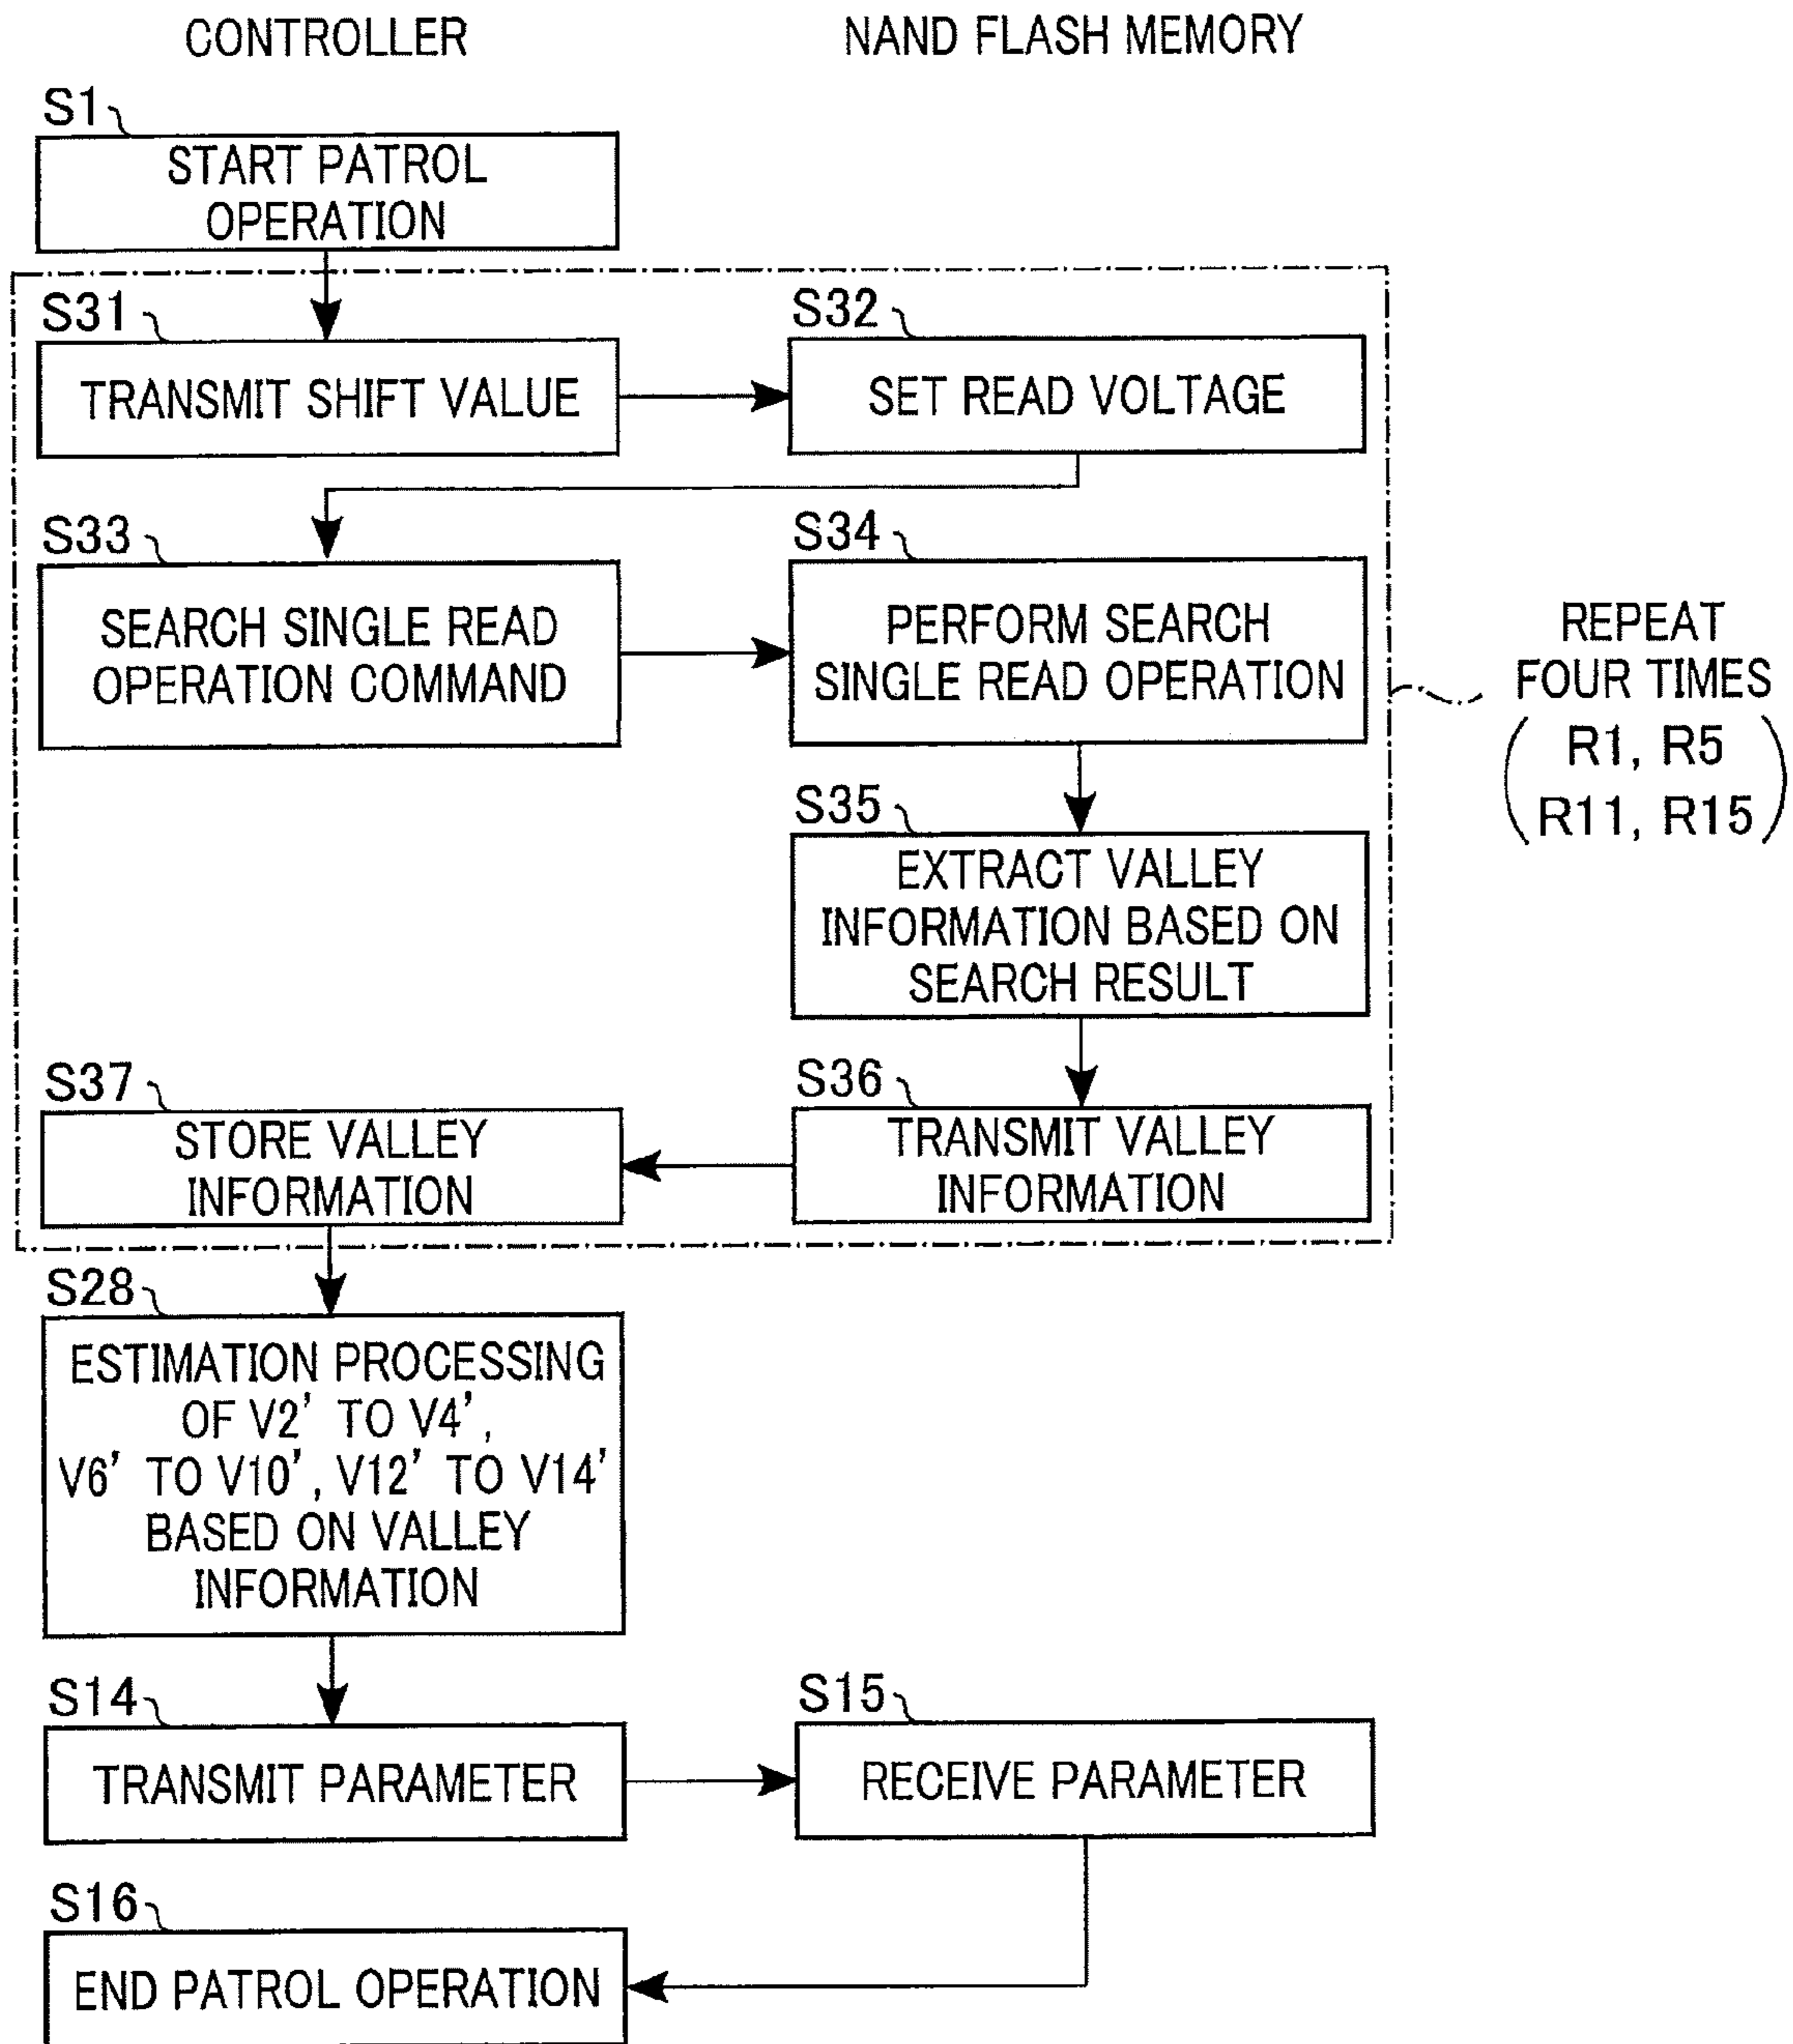 CONTROLLER
NAND FLASH MEMORY
S1
START PATROL
OPERATION
S31
TRANSMIT SHIFT VALUE
S32
SET READ VOLTAGE
S33
SEARCH SINGLE READ
OPERATION COMMAND
S34
PERFORM SEARCH
SINGLE READ OPERATION
REPEAT
FOUR TIMES
( R1, R5
R11, R15 )
S35
EXTRACT VALLEY
INFORMATION BASED ON
SEARCH RESULT
S36
TRANSMIT VALLEY
INFORMATION
S37
STORE VALLEY
INFORMATION
S28
ESTIMATION PROCESSING
OF V2' TO V4',
V6' TO V10', V12' TO V14'
BASED ON VALLEY
INFORMATION
S14
TRANSMIT PARAMETER
S15
RECEIVE PARAMETER
S16
END PATROL OPERATION